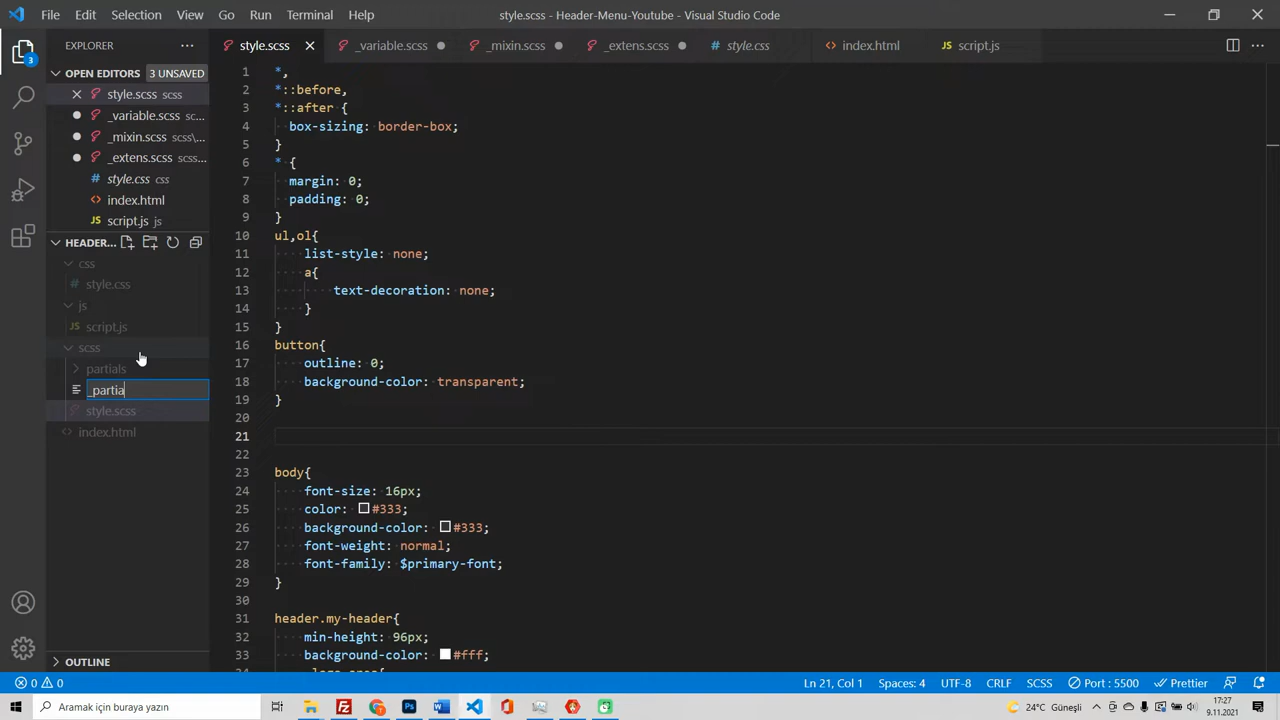 File Edit Selection View Go Run Terminal Help
style.scss - Header-Menu-Youtube - Visual Studio Code
EXPLORER
style.scss
_variable.scss
_mixin.scss
_extens.scss
style.css
index.html
script.js
3
OPEN EDITORS
3 UNSAVED
style.scss scss
_variable.scss sc...
_mixin.scss scss\...
_extens.scss scss...
style.css css
index.html
script.js js
HEADER...
css
style.css
js
script.js
scss
partials
_partia
style.scss
index.html
OUTLINE
1 *,
2 *::before,
3 *::after {
4 box-sizing: border-box;
5 }
6 * {
7 margin: 0;
8 padding: 0;
9 }
10 ul,ol{
11 list-style: none;
12 a{
13 text-decoration: none;
14 }
15 }
16 button{
17 outline: 0;
18 background-color: transparent;
19 }
20
21
22
23 body{
24 font-size: 16px;
25 color: #333;
26 background-color: #333;
27 font-weight: normal;
28 font-family: $primary-font;
29 }
30
31 header.my-header{
32 min-height: 96px;
33 background-color: #fff;
0 0
Ln 21, Col 1 Spaces: 4 UTF-8 CRLF SCSS Port : 5500 Prettier
Aramak için buraya yazın
24°C Güneşli
17:27
9.11.2021